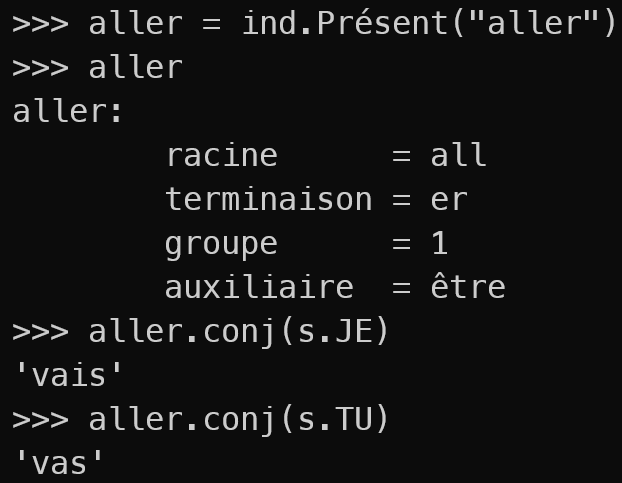 >>> aller = ind.Présent("aller")
>>> aller
aller:
        racine      = all
        terminaison = er
        groupe      = 1
        auxiliaire  = être
>>> aller.conj(s.JE)
'vais'
>>> aller.conj(s.TU)
'vas'